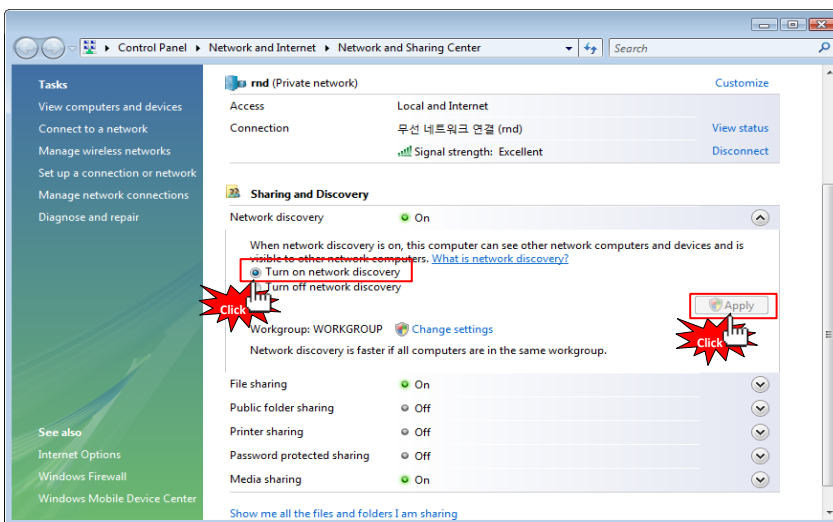 Control Panel ▸ Network and Internet ▸ Network and Sharing Center
Search
Tasks
View computers and devices
Connect to a network
Manage wireless networks
Set up a connection or network
Manage network connections
Diagnose and repair
See also
Internet Options
Windows Firewall
Windows Mobile Device Center
rnd (Private network) Customize
Access Local and Internet
Connection 무선 네트워크 연결 (rnd) View status
Signal strength: Excellent Disconnect
Sharing and Discovery
Network discovery On
When network discovery is on, this computer can see other network computers and devices and is
visible to other network computers. What is network discovery?
Turn on network discovery
Turn off network discovery
Click
Apply
Click
Workgroup: WORKGROUP Change settings
Network discovery is faster if all computers are in the same workgroup.
File sharing On
Public folder sharing Off
Printer sharing Off
Password protected sharing Off
Media sharing On
Show me all the files and folders I am sharing